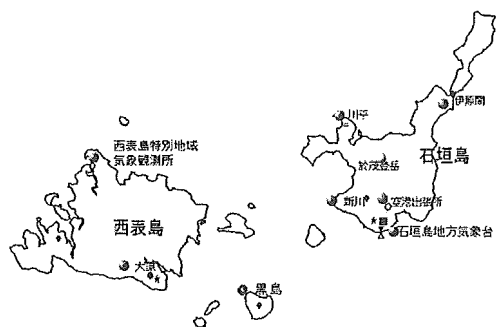 伊原間
川平
石垣島
西表島特別地域
気象観測所
於茂登岳
新川
空港出張所
西表島
石垣島地方気象台
大原
黒島